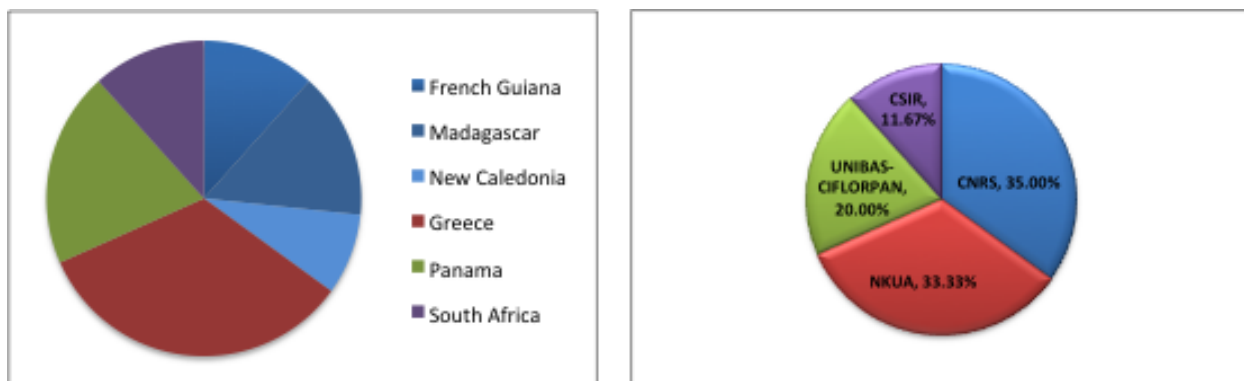 French Guiana
Madagascar
New Caledonia
Greece
Panama
South Africa
CSIR,
11.67%
UNIBAS-
CIFLORPAN,
20.00%
CNRS, 35.00%
NKUA, 33.33%